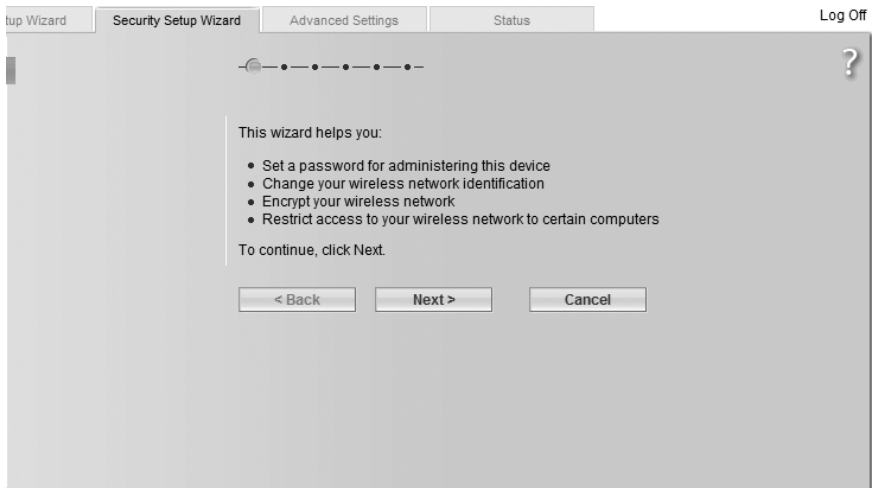 tup Wizard
Security Setup Wizard
Advanced Settings
Status
Log Off
?
This wizard helps you:
Set a password for administering this device
Change your wireless network identification
Encrypt your wireless network
Restrict access to your wireless network to certain computers
To continue, click Next.
< Back
Next >
Cancel